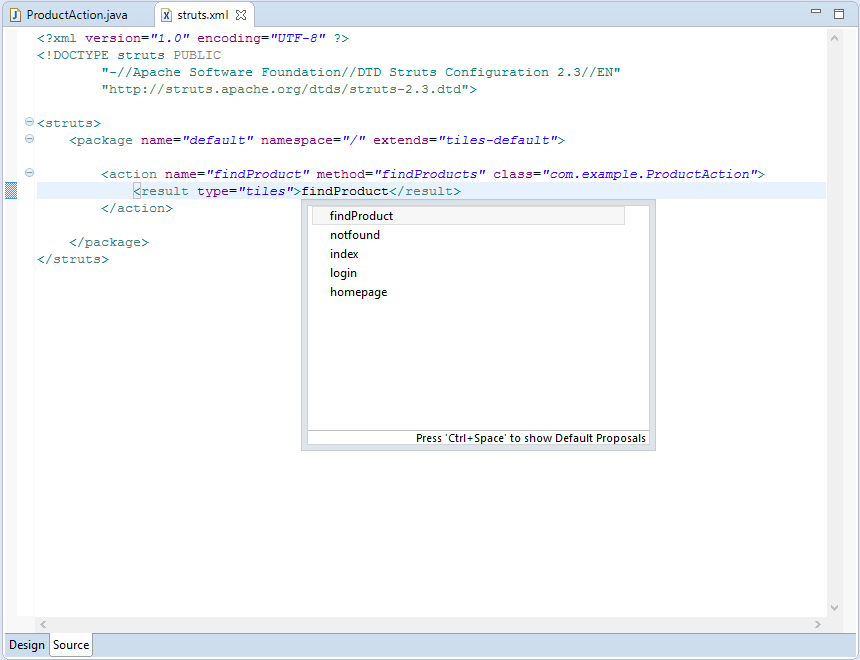 ProductAction.java
struts.xml
<?xml version="1.0" encoding="UTF-8" ?>
<!DOCTYPE struts PUBLIC
"-//Apache Software Foundation//DTD Struts Configuration 2.3//EN"
"http://struts.apache.org/dtds/struts-2.3.dtd">
<struts>
<package name="default" namespace="/" extends="tiles-default">
<action name="findProduct" method="findProducts" class="com.example.ProductAction">
<result type="tiles">findProduct</result>
</action>
</package>
</struts>
findProduct
notfound
index
login
homepage
Press 'Ctrl+Space' to show Default Proposals
Design
Source